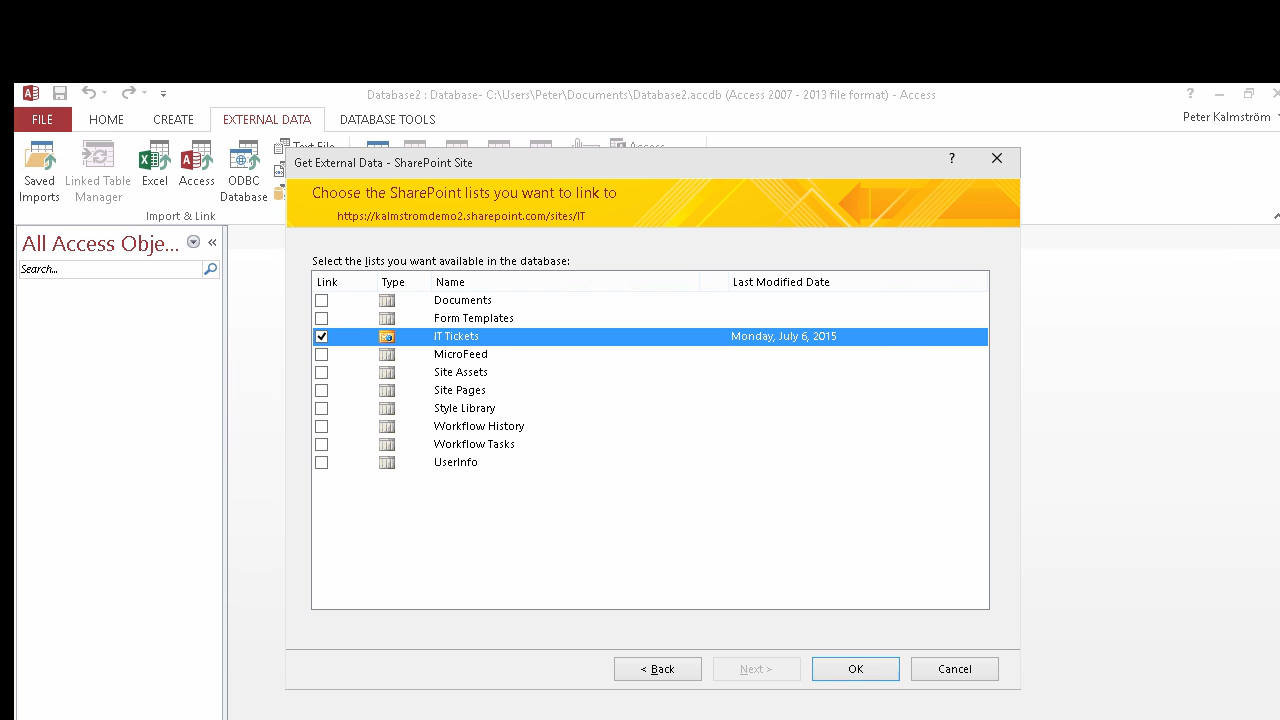 Database2 : Database- C:\Users\Peter\Documents\Database2.accdb (Access 2007 - 2013 file format) - Access
?
FILE HOME CREATE EXTERNAL DATA DATABASE TOOLS Peter Kalmström
Saved Imports
Linked Table Manager
Excel
Access
ODBC Database
Text File
Access
Import & Link
All Access Obje... «
Search...
Get External Data - SharePoint Site ?
Choose the SharePoint lists you want to link to
https://kalmstromdemo2.sharepoint.com/sites/IT
Select the lists you want available in the database:
Link Type Name Last Modified Date
Documents
Form Templates
IT Tickets Monday, July 6, 2015
MicroFeed
Site Assets
Site Pages
Style Library
Workflow History
Workflow Tasks
UserInfo
< Back Next > OK Cancel